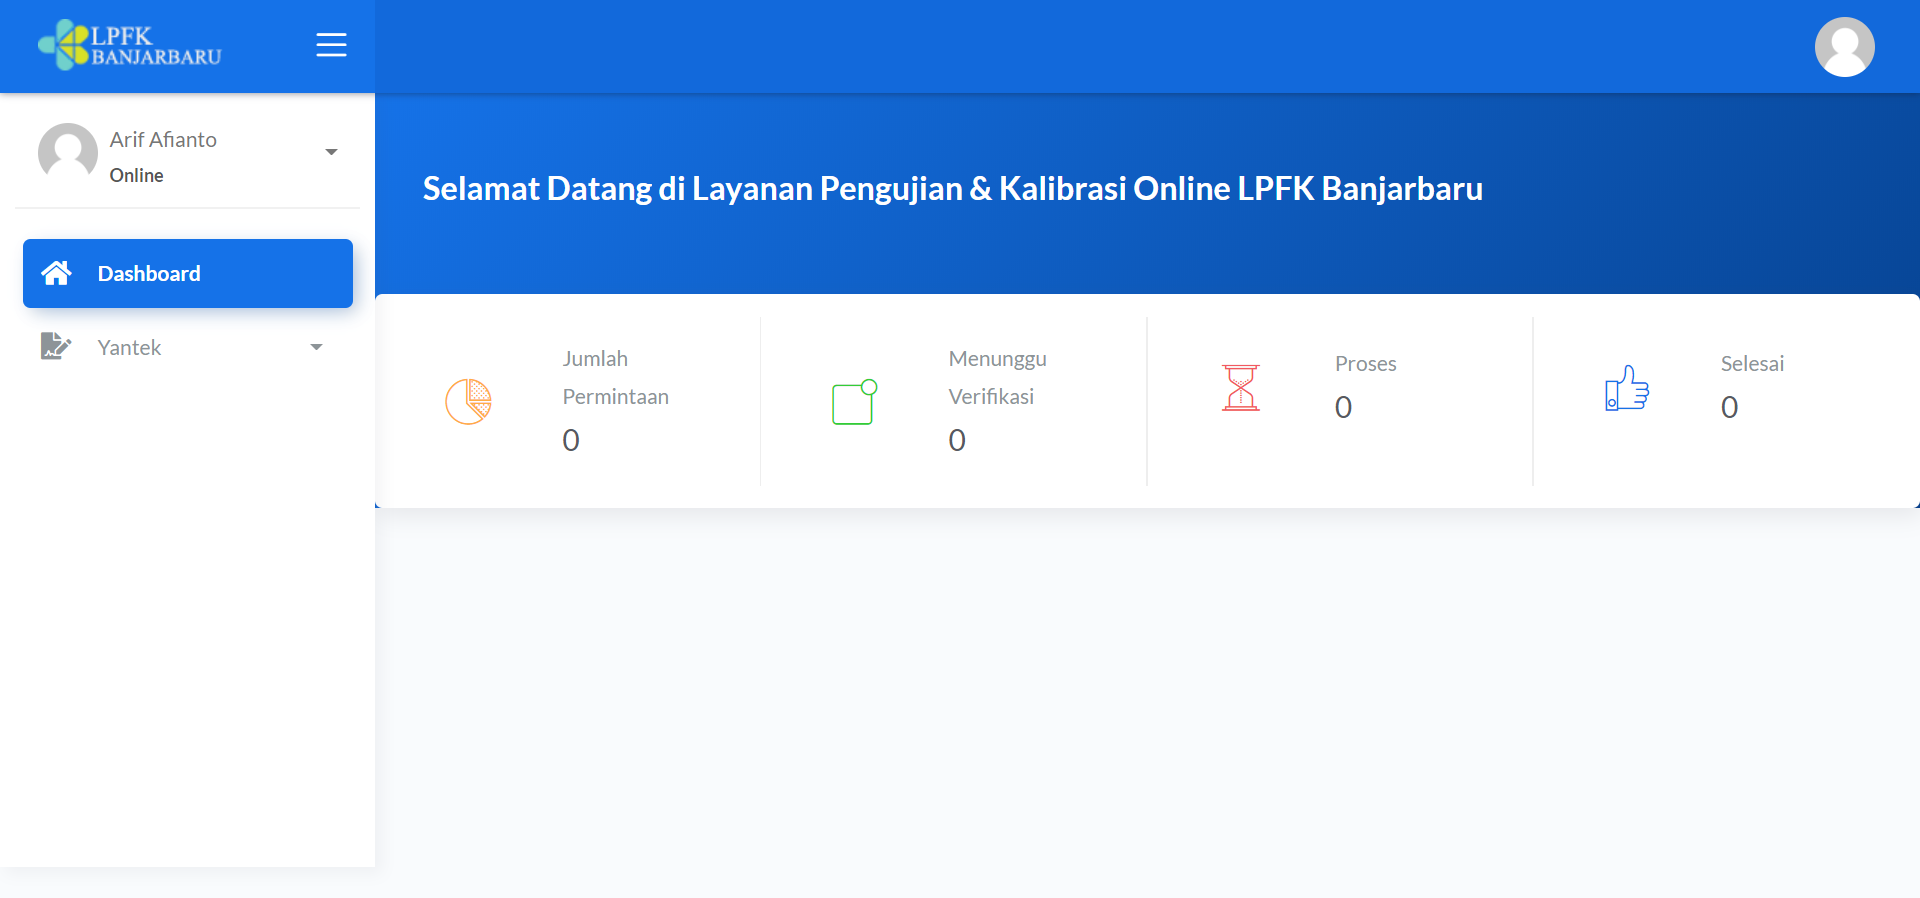 LPFK
BANJARBARU
Arif Afianto
Online
Dashboard
Yantek
Selamat Datang di Layanan Pengujian & Kalibrasi Online LPFK Banjarbaru
Jumlah
Permintaan
0
Menunggu
Verifikasi
0
Proses
0
Selesai
0